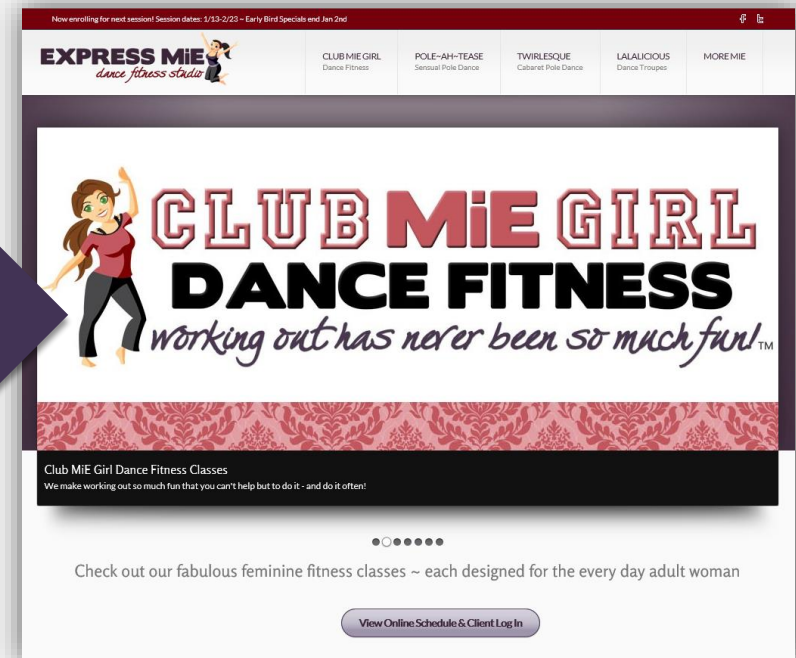 Now enrolling for next session! Session dates: 1/13-2/23 ~ Early Bird Specials end Jan 2nd
EXPRESS MiE
dance fitness studio
CLUB MIE GIRL
Dance Fitness
POLE~AH~TEASE
Sensual Pole Dance
TWIRLESQUE
Cabaret Pole Dance
LALALICIOUS
Dance Troupes
MORE MIE
CLUB MiE GIRL
DANCE FITNESS
working out has never been so much fun!™
Club MiE Girl Dance Fitness Classes
We make working out so much fun that you can't help but to do it - and do it often!
Check out our fabulous feminine fitness classes ~ each designed for the every day adult woman
View Online Schedule & Client Log In